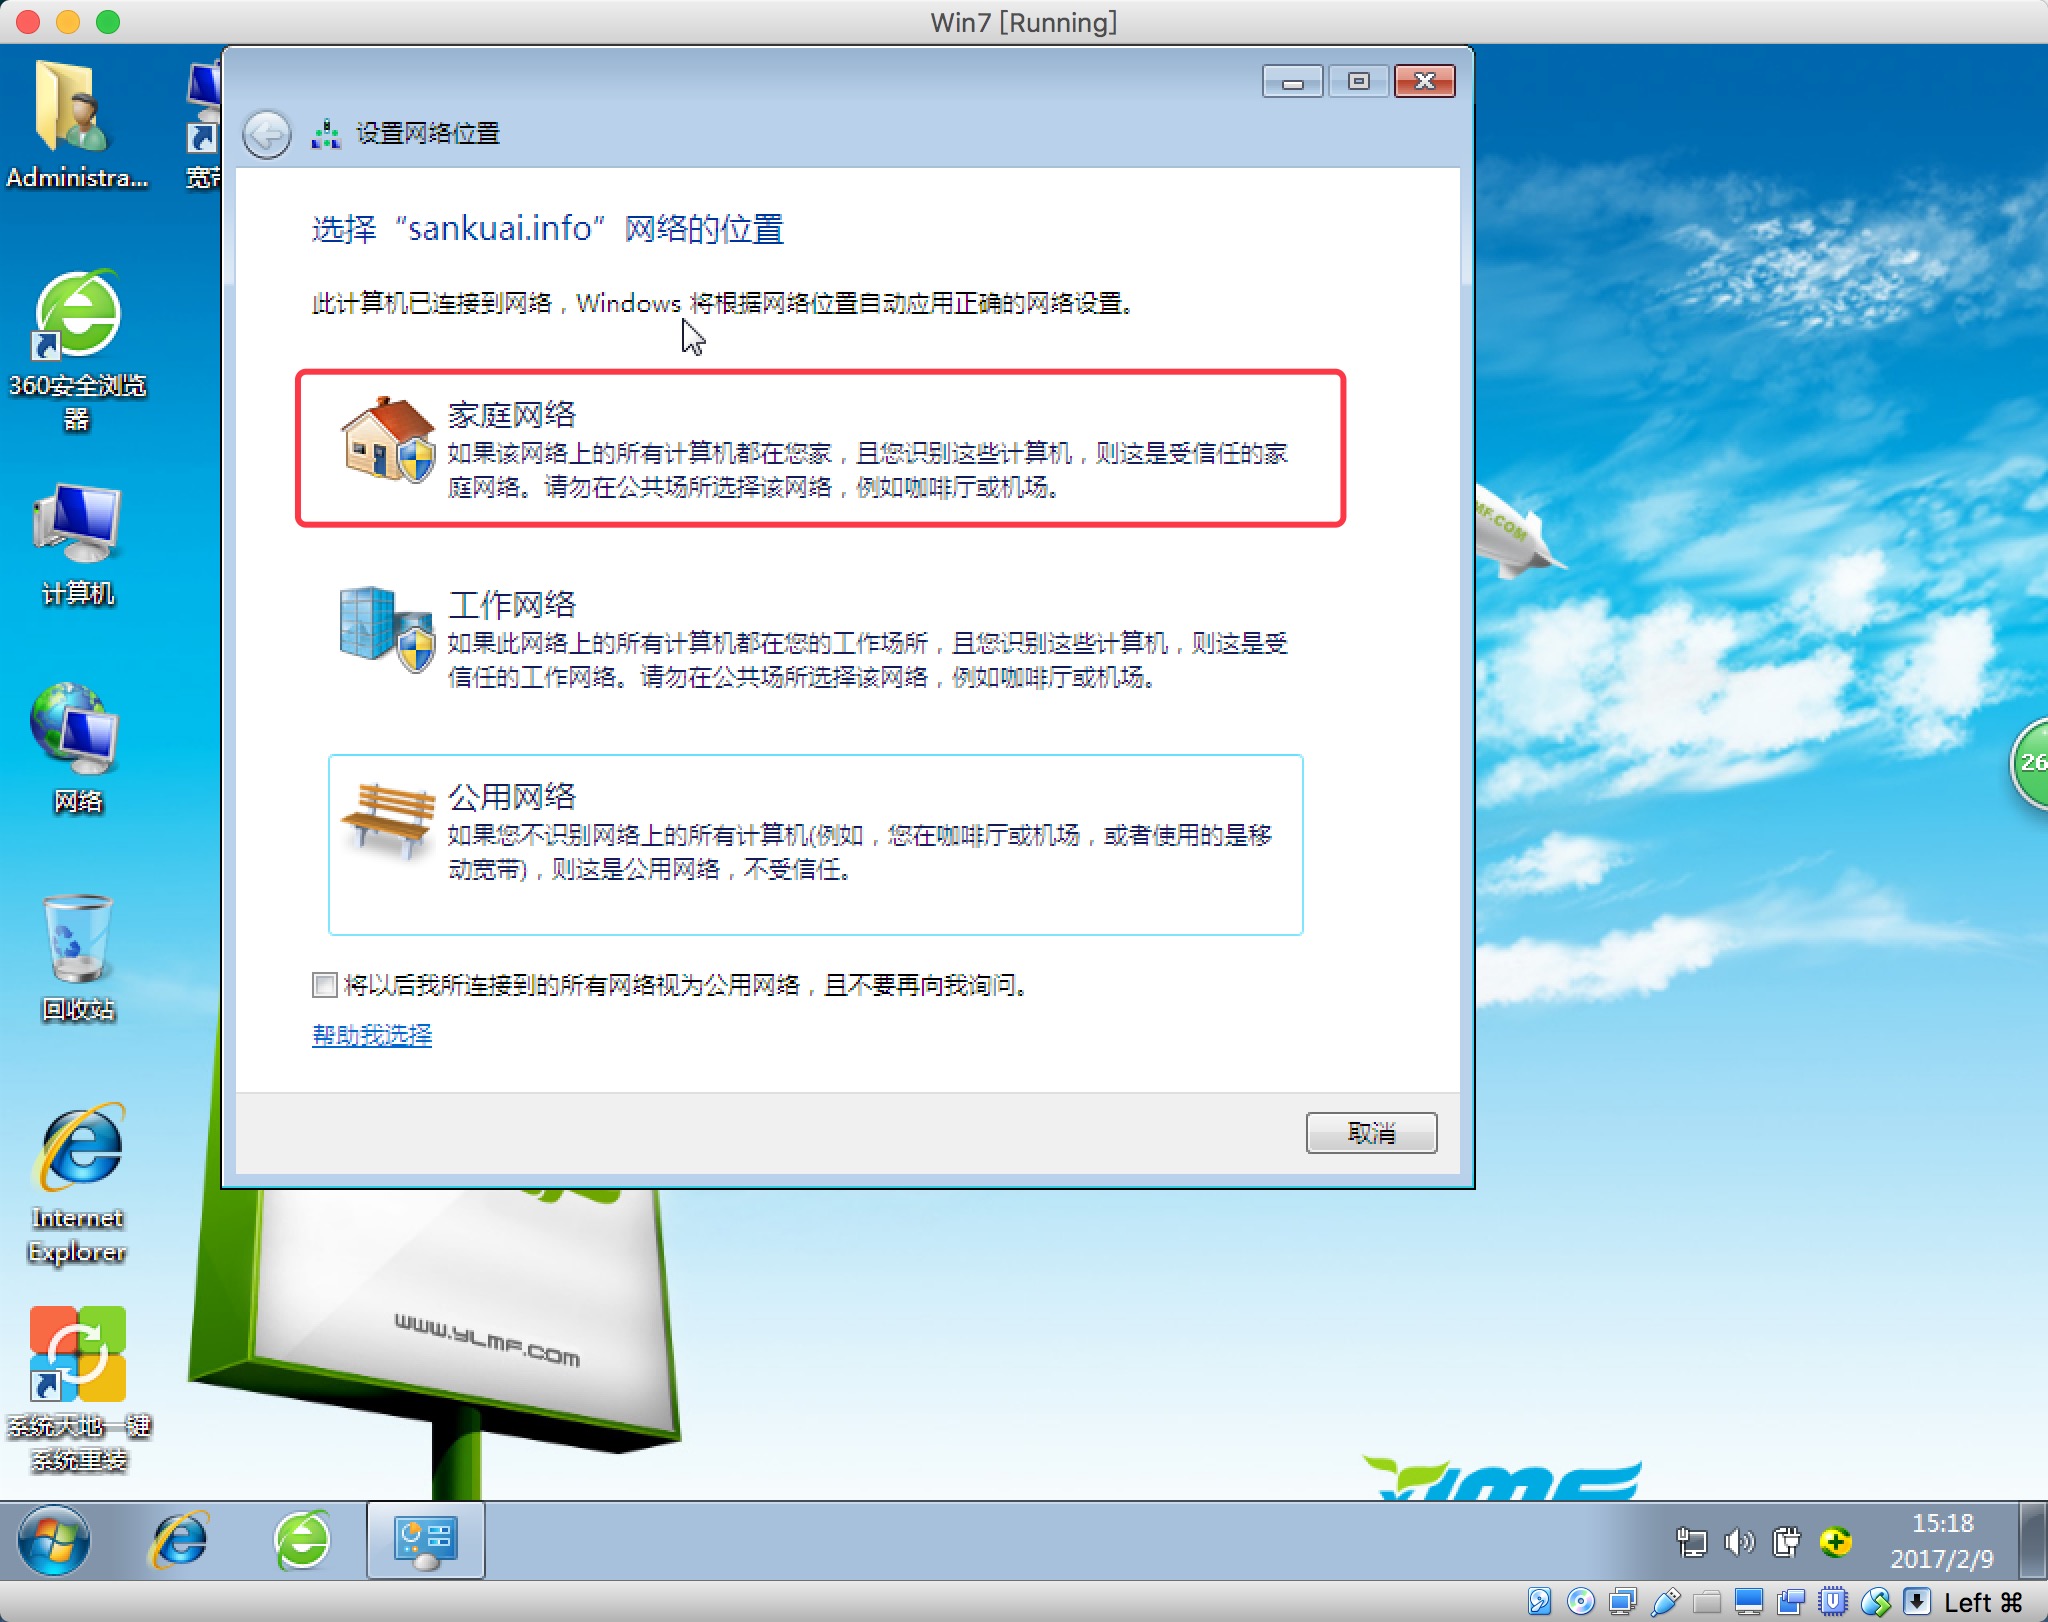 Win7 [Running]
Administra...
宽带
设置网络位置
选择 “sankuai.info” 网络的位置
此计算机已连接到网络，Windows 将根据网络位置自动应用正确的网络设置。
家庭网络
如果该网络上的所有计算机都在您家，且您识别这些计算机，则这是受信任的家
庭网络。请勿在公共场所选择该网络，例如咖啡厅或机场。
工作网络
如果此网络上的所有计算机都在您的工作场所，且您识别这些计算机，则这是受
信任的工作网络。请勿在公共场所选择该网络，例如咖啡厅或机场。
公用网络
如果您不识别网络上的所有计算机(例如，您在咖啡厅或机场，或者使用的是移
动宽带)，则这是公用网络，不受信任。
将以后我所连接到的所有网络视为公用网络，且不要再向我询问。
帮助我选择
取消
360安全浏览
器
计算机
网络
回收站
Internet
Explorer
系统天地一键
系统重装
MF.COM
26
www.YLMF.com
YLMF
15:18
2017/2/9
Left ⌘